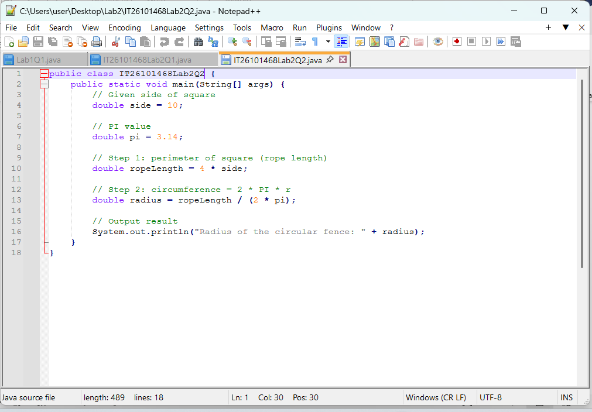 C:\Users\user\Desktop\Lab2\IT26101468Lab2Q2.java - Notepad++
File Edit Search View Encoding Language Settings Tools Macro Run Plugins Window ?
Lab1Q1.java IT26101468Lab2Q1.java IT26101468Lab2Q2.java
1 public class IT26101468Lab2Q2 {
2 public static void main(String[] args) {
3 // Given side of square
4 double side = 10;
5
6 // PI value
7 double pi = 3.14;
8
9 // Step 1: perimeter of square (rope length)
10 double ropeLength = 4 * side;
11
12 // Step 2: circumference = 2 * PI * r
13 double radius = ropeLength / (2 * pi);
14
15 // Output result
16 System.out.println("Radius of the circular fence: " + radius);
17 }
18 }
Java source file length: 489 lines: 18 Ln: 1 Col: 30 Pos: 30 Windows (CR LF) UTF-8 INS